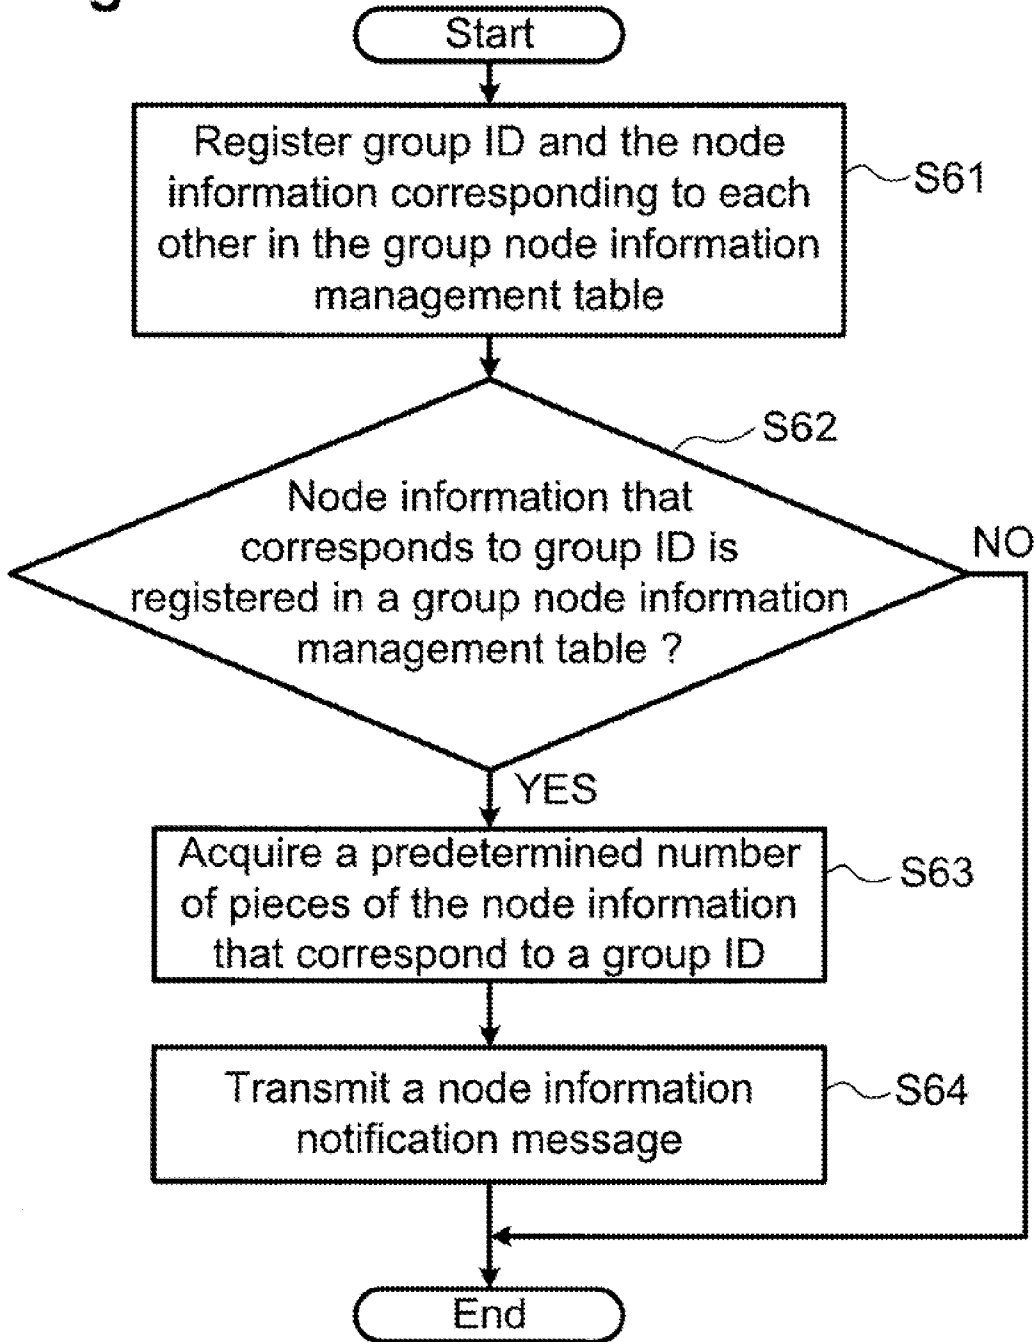 Start
Register group ID and the node
information corresponding to each
other in the group node information
management table
S61
S62
Node information that
corresponds to group ID is
registered in a group node information
management table ?
NO
YES
Acquire a predetermined number
of pieces of the node information
that correspond to a group ID
S63
Transmit a node information
notification message
S64
End